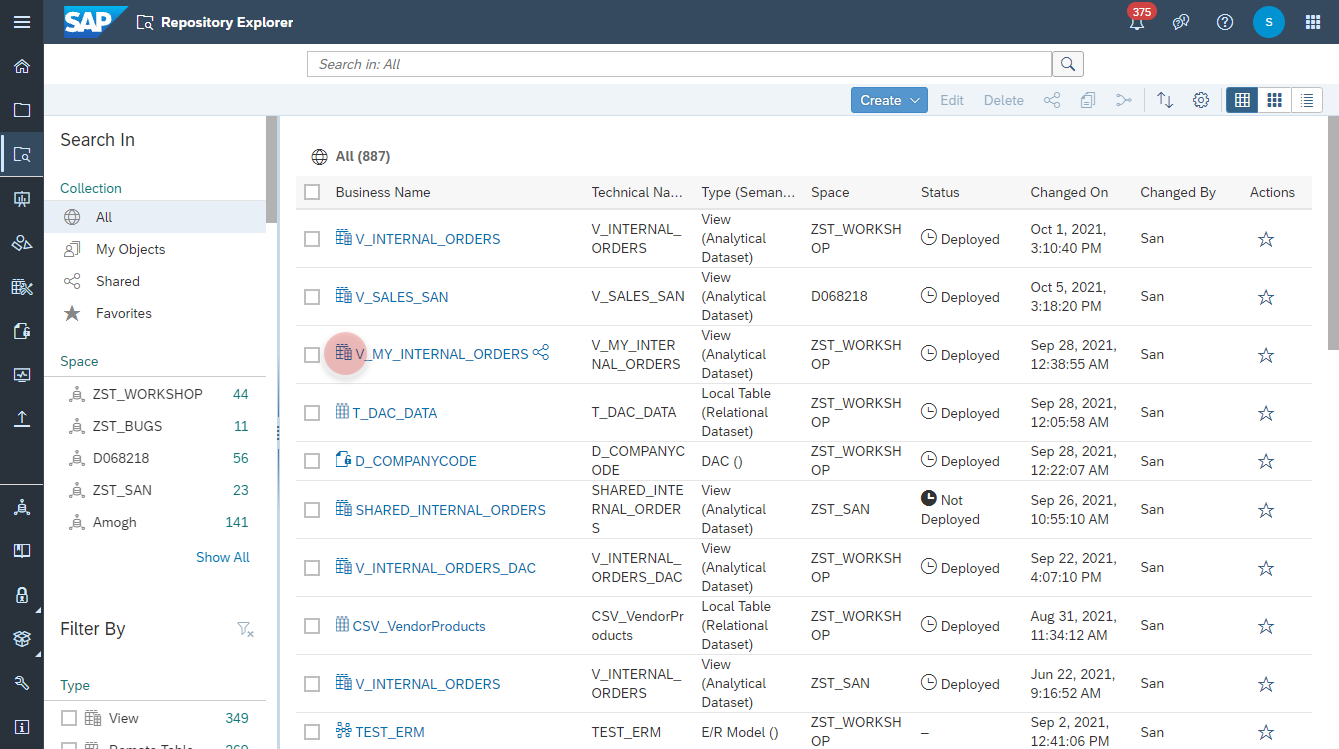 SAP Repository Explorer 375 S
Search in: All
Create Edit Delete
Search In
Collection
All
My Objects
Shared
Favorites
Space
ZST_WORKSHOP 44
ZST_BUGS 11
D068218 56
ZST_SAN 23
Amogh 141
Show All
Filter By
Type
View 349
Remote Table 269
All (887)
Business Name Technical Na... Type (Seman... Space Status Changed On Changed By Actions
V_INTERNAL_ORDERS V_INTERNAL_ORDERS View (Analytical Dataset) ZST_WORKSHOP Deployed Oct 1, 2021, 3:10:40 PM San
V_SALES_SAN V_SALES_SAN View (Analytical Dataset) D068218 Deployed Oct 5, 2021, 3:18:20 PM San
V_MY_INTERNAL_ORDERS V_MY_INTERNAL_ORDERS View (Analytical Dataset) ZST_WORKSHOP Deployed Sep 28, 2021, 12:38:55 AM San
T_DAC_DATA T_DAC_DATA Local Table (Relational Dataset) ZST_WORKSHOP Deployed Sep 28, 2021, 12:05:58 AM San
D_COMPANYCODE D_COMPANYCODE DAC () ZST_WORKSHOP Deployed Sep 28, 2021, 12:22:07 AM San
SHARED_INTERNAL_ORDERS SHARED_INTERNAL_ORDERS View (Analytical Dataset) ZST_SAN Not Deployed Sep 26, 2021, 10:55:10 AM San
V_INTERNAL_ORDERS_DAC V_INTERNAL_ORDERS_DAC View (Analytical Dataset) ZST_WORKSHOP Deployed Sep 22, 2021, 4:07:10 PM San
CSV_VendorProducts CSV_VendorProducts Local Table (Relational Dataset) ZST_WORKSHOP Deployed Aug 31, 2021, 11:34:12 AM San
V_INTERNAL_ORDERS V_INTERNAL_ORDERS View (Analytical Dataset) ZST_SAN Deployed Jun 22, 2021, 9:16:52 AM San
TEST_ERM TEST_ERM E/R Model () ZST_WORKSHOP – Sep 2, 2021, 12:41:06 PM San